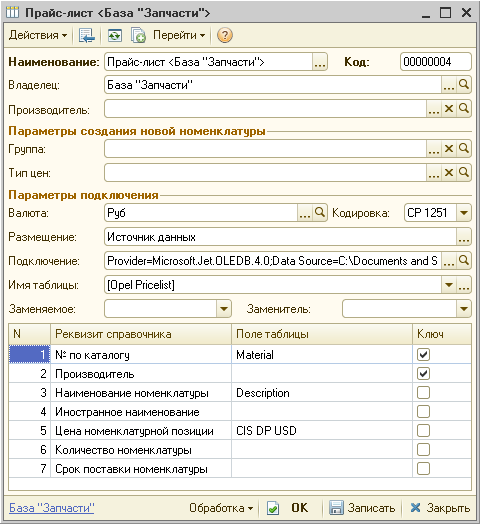 Прайс-лист <База "Запчасти">
Действия Перейти ?
Наименование: Прайс-лист <База "Запчасти"> ... Код: 00000004
Владелец: База "Запчасти" ...
Производитель: ...
Параметры создания новой номенклатуры
Группа: ...
Тип цен: ...
Параметры подключения
Валюта: Руб ... Кодировка: CP 1251
Размещение: Источник данных ...
Подключение: Provider=Microsoft.Jet.OLEDB.4.0;Data Source=C:\Documents and S ...
Имя таблицы: [Opel Pricelist] ...
Заменяемое: Заменитель:
N Реквизит справочника Поле таблицы Ключ
1 № по каталогу Material
2 Производитель
3 Наименование номенклатуры Description
4 Иностранное наименование
5 Цена номенклатурной позиции CIS DP USD
6 Количество номенклатуры
7 Срок поставки номенклатуры
База "Запчасти" Обработка OK Записать Закрыть